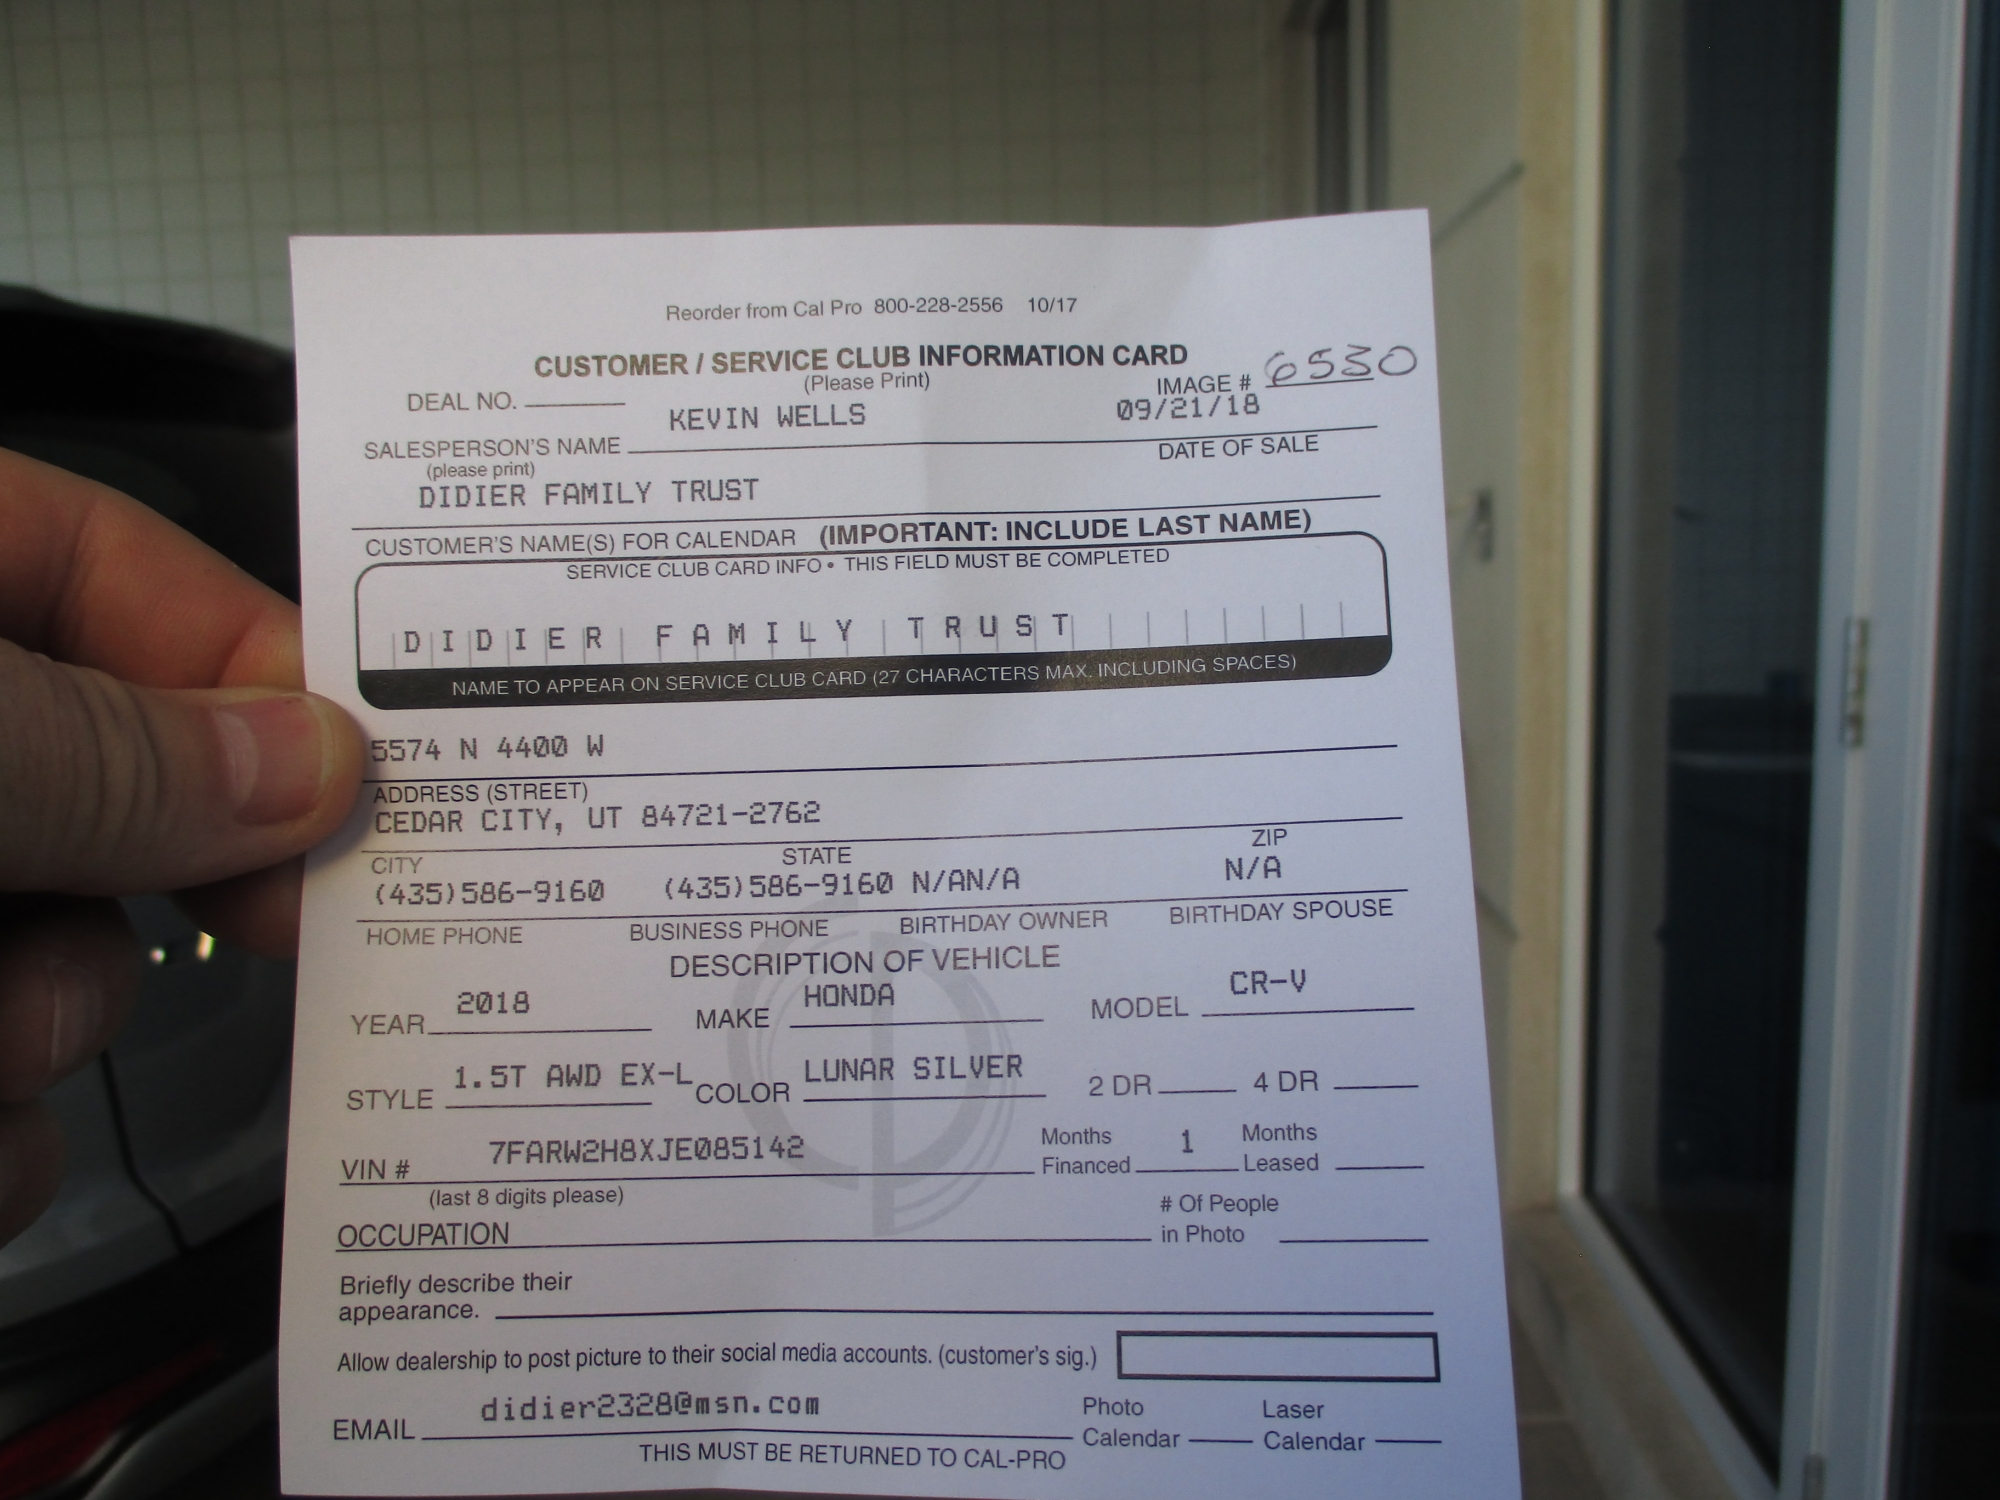 Reorder from Cal Pro 800-228-2556 10/17
CUSTOMER / SERVICE CLUB INFORMATION CARD
(Please Print)
DEAL NO. IMAGE # 6530
KEVIN WELLS 09/21/18
SALESPERSON'S NAME DATE OF SALE
(please print)
DIDIER FAMILY TRUST
CUSTOMER'S NAME(S) FOR CALENDAR (IMPORTANT: INCLUDE LAST NAME)
SERVICE CLUB CARD INFO • THIS FIELD MUST BE COMPLETED
DIDIER FAMILY TRUST
NAME TO APPEAR ON SERVICE CLUB CARD (27 CHARACTERS MAX. INCLUDING SPACES)
5574 N 4400 W
ADDRESS (STREET)
CEDAR CITY, UT 84721-2762
CITY STATE ZIP
(435)586-9160 (435)586-9160 N/AN/A N/A
HOME PHONE BUSINESS PHONE BIRTHDAY OWNER BIRTHDAY SPOUSE
DESCRIPTION OF VEHICLE
YEAR 2018 MAKE HONDA MODEL CR-V
STYLE 1.5T AWD EX-L COLOR LUNAR SILVER 2 DR 4 DR
VIN # 7FARW2H8XJE085142 Months Financed 1 Months Leased
(last 8 digits please)
OCCUPATION # Of People in Photo
Briefly describe their
appearance.
Allow dealership to post picture to their social media accounts. (customer's sig.)
EMAIL didier2328@msn.com Photo Calendar Laser Calendar
THIS MUST BE RETURNED TO CAL-PRO